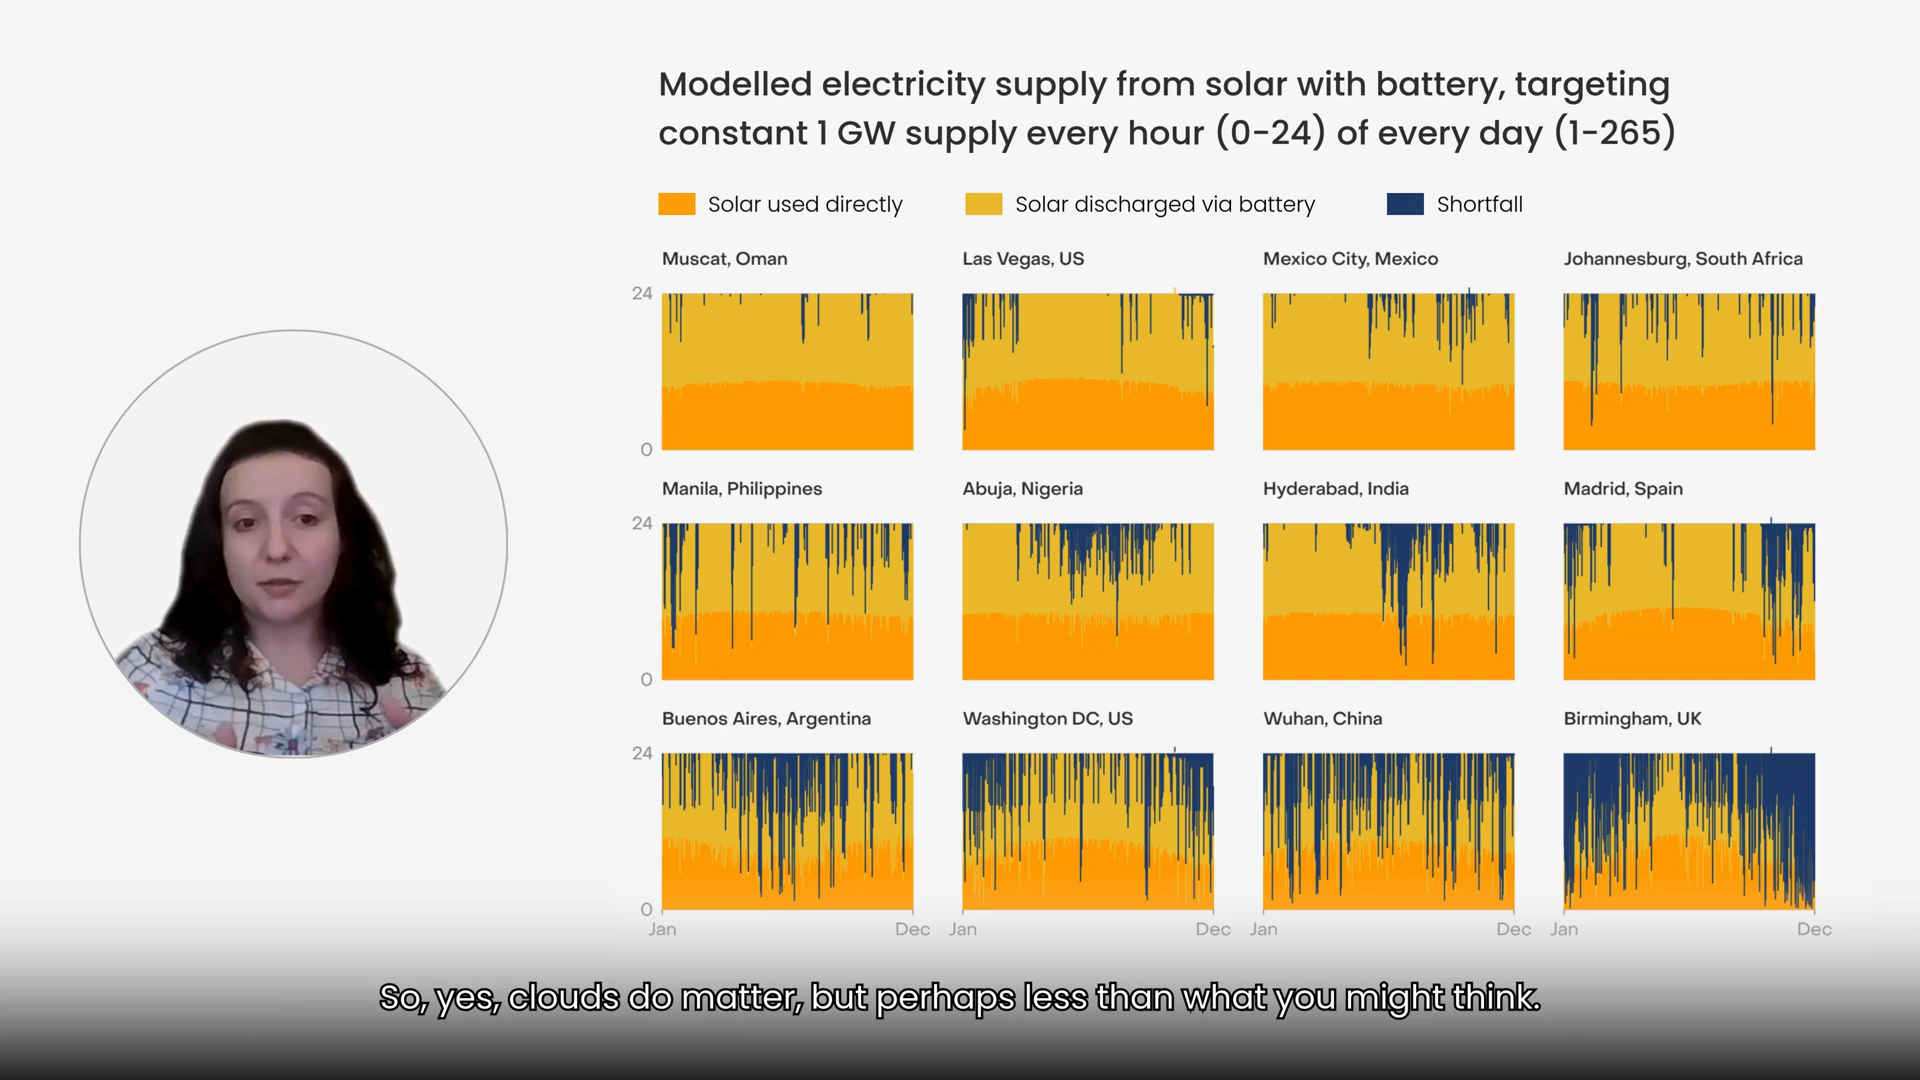 Modelled electricity supply from solar with battery, targeting
constant 1 GW supply every hour (0-24) of every day (1-265)
Solar used directly
Solar discharged via battery
Shortfall
Muscat, Oman
Las Vegas, US
Mexico City, Mexico
Johannesburg, South Africa
24
0
Manila, Philippines
Abuja, Nigeria
Hyderabad, India
Madrid, Spain
24
0
Buenos Aires, Argentina
Washington DC, US
Wuhan, China
Birmingham, UK
24
0
Jan Dec Jan Dec Jan Dec Jan Dec
So, yes, clouds do matter, but perhaps less than what you might think.